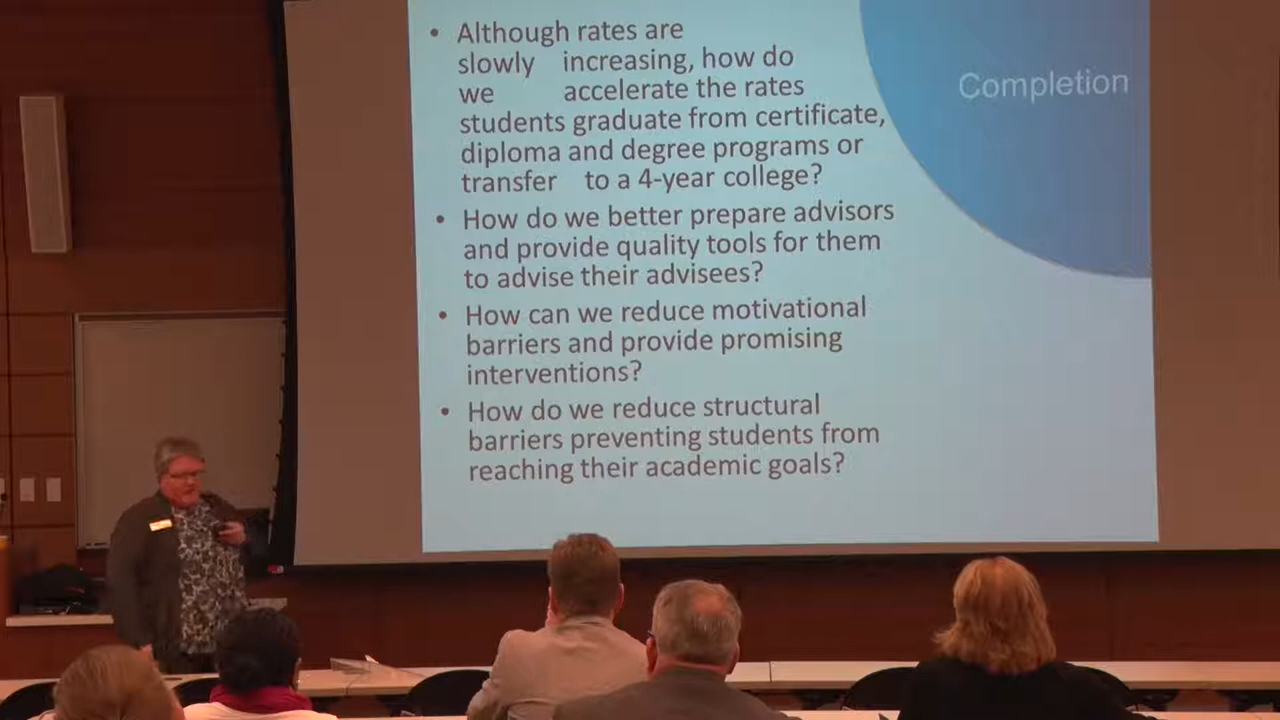 • Although rates are
slowly increasing, how do
we accelerate the rates
students graduate from certificate,
diploma and degree programs or
transfer to a 4-year college?
• How do we better prepare advisors
and provide quality tools for them
to advise their advisees?
• How can we reduce motivational
barriers and provide promising
interventions?
• How do we reduce structural
barriers preventing students from
reaching their academic goals?
Completion